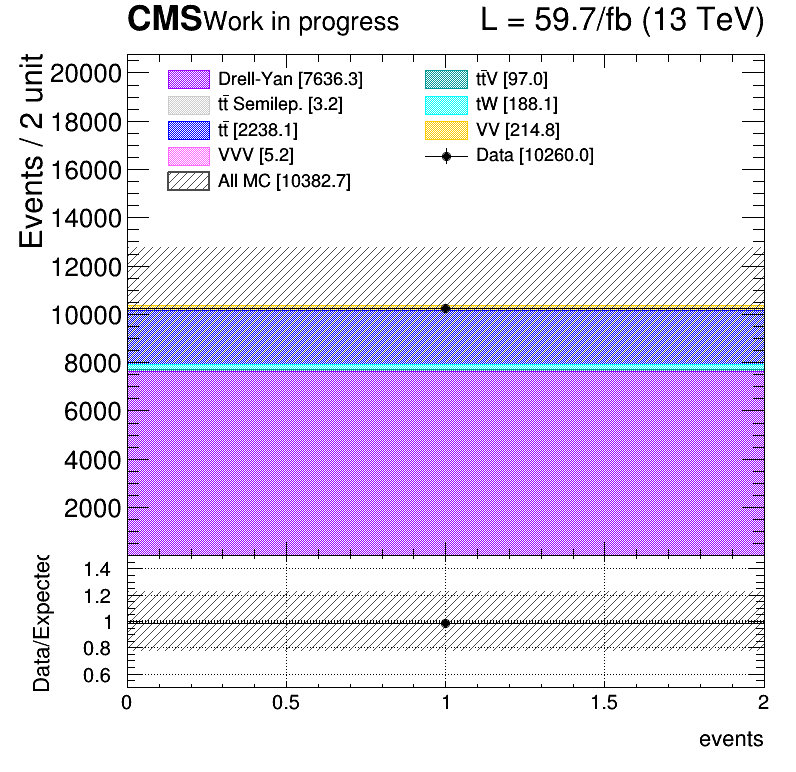 CMS Work in progress L = 59.7/fb (13 TeV)
Events / 2 unit
20000
18000
16000
14000
12000
10000
8000
6000
4000
2000
Drell-Yan [7636.3]
tt̄ Semilep. [3.2]
tt̄ [2238.1]
VVV [5.2]
All MC [10382.7]
tt̄V [97.0]
tW [188.1]
VV [214.8]
Data [10260.0]
Data/Expected
1.4
1.2
1
0.8
0.6
0 0.5 1 1.5 2
events